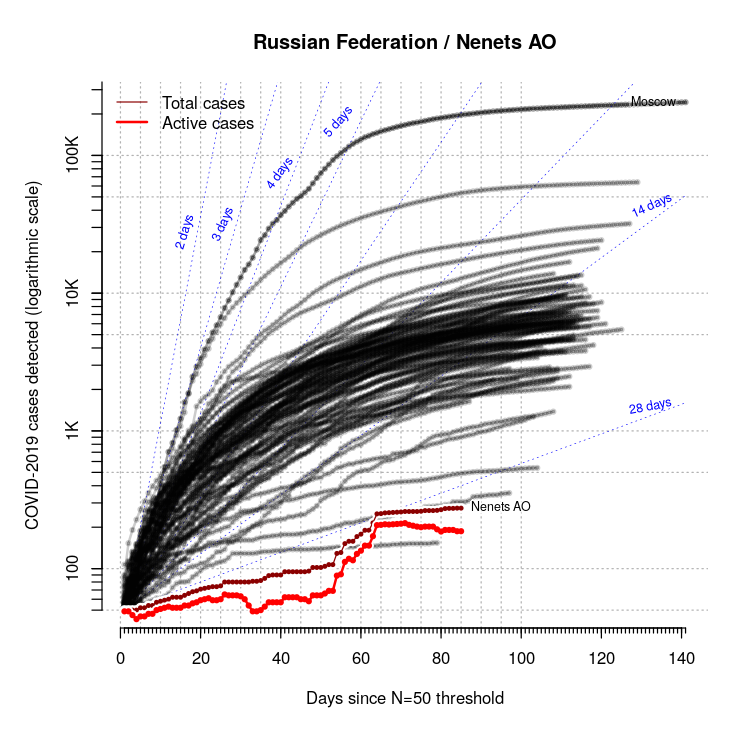 Russian Federation / Nenets AO
Total cases
Active cases
Moscow
5 days
4 days
3 days
2 days
14 days
28 days
Nenets AO
COVID-2019 cases detected (logarithmic scale)
100K
10K
1K
100
0 20 40 60 80 100 120 140
Days since N=50 threshold